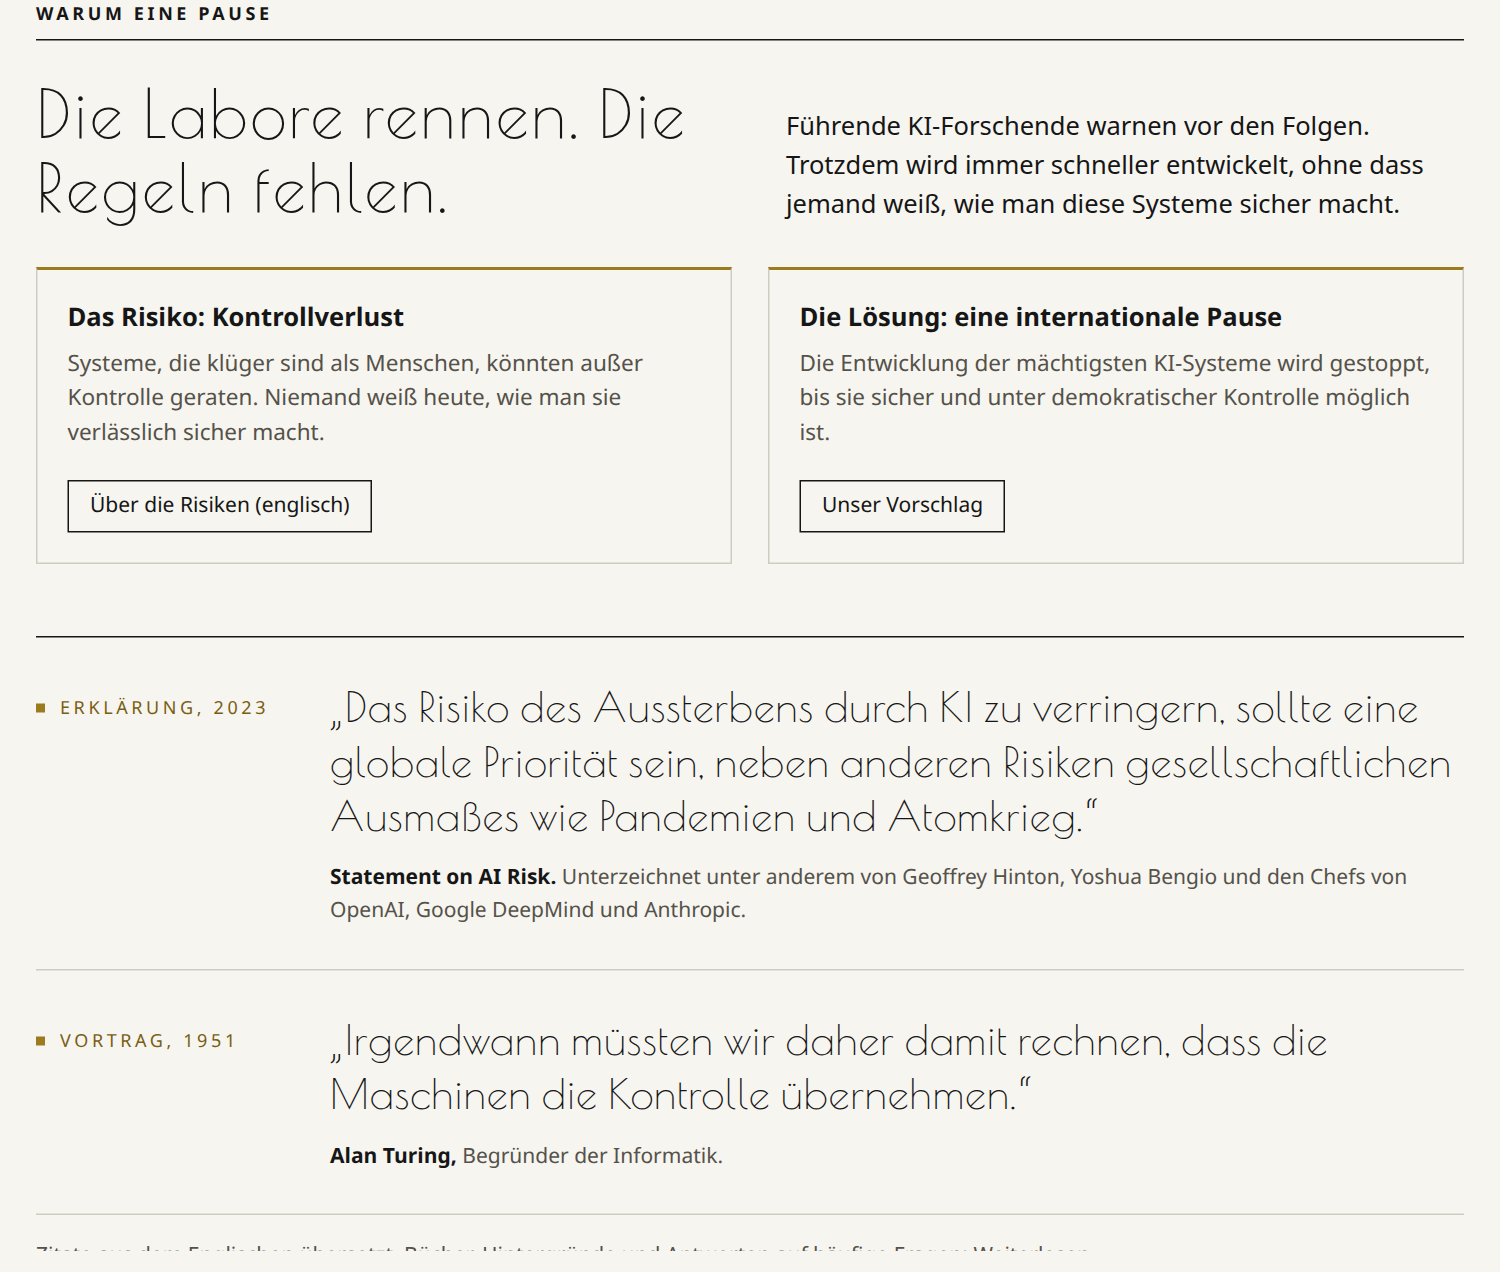 WARUM EINE PAUSE
Die Labore rennen. Die
Regeln fehlen.
Führende KI-Forschende warnen vor den Folgen.
Trotzdem wird immer schneller entwickelt, ohne dass
jemand weiß, wie man diese Systeme sicher macht.
Das Risiko: Kontrollverlust
Systeme, die klüger sind als Menschen, könnten außer
Kontrolle geraten. Niemand weiß heute, wie man sie
verlässlich sicher macht.
Über die Risiken (englisch)
Die Lösung: eine internationale Pause
Die Entwicklung der mächtigsten KI-Systeme wird gestoppt,
bis sie sicher und unter demokratischer Kontrolle möglich
ist.
Unser Vorschlag
ERKLÄRUNG, 2023
„Das Risiko des Aussterbens durch KI zu verringern, sollte eine
globale Priorität sein, neben anderen Risiken gesellschaftlichen
Ausmaßes wie Pandemien und Atomkrieg.“
Statement on AI Risk. Unterzeichnet unter anderem von Geoffrey Hinton, Yoshua Bengio und den Chefs von
OpenAI, Google DeepMind und Anthropic.
VORTRAG, 1951
„Irgendwann müssten wir daher damit rechnen, dass die
Maschinen die Kontrolle übernehmen.“
Alan Turing, Begründer der Informatik.